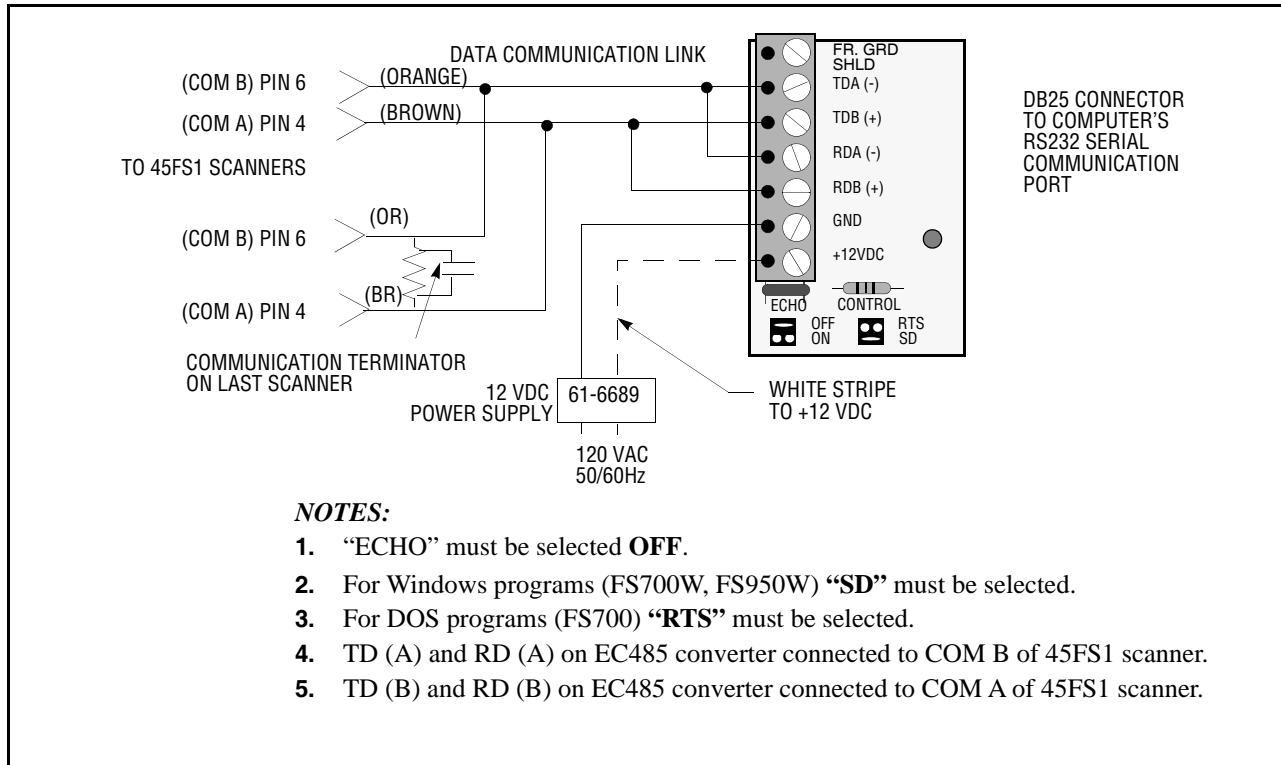 DATA COMMUNICATION LINK
(COM B) PIN 6
(ORANGE)
(COM A) PIN 4
(BROWN)
TO 45FS1 SCANNERS
(COM B) PIN 6
(OR)
(COM A) PIN 4
(BR)
COMMUNICATION TERMINATOR
ON LAST SCANNER
FR. GRD
SHLD
TDA (-)
TDB (+)
RDA (-)
RDB (+)
GND
+12VDC
ECHO
CONTROL
OFF
ON
RTS
SD
DB25 CONNECTOR
TO COMPUTER'S
RS232 SERIAL
COMMUNICATION
PORT
12 VDC
POWER SUPPLY
61-6689
WHITE STRIPE
TO +12 VDC
120 VAC
50/60Hz
NOTES:
1. “ECHO” must be selected OFF.
2. For Windows programs (FS700W, FS950W) “SD” must be selected.
3. For DOS programs (FS700) “RTS” must be selected.
4. TD (A) and RD (A) on EC485 converter connected to COM B of 45FS1 scanner.
5. TD (B) and RD (B) on EC485 converter connected to COM A of 45FS1 scanner.